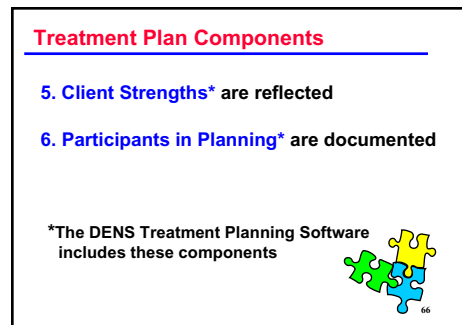 Treatment Plan Components
5. Client Strengths* are reflected
6. Participants in Planning* are documented
*The DENS Treatment Planning Software
includes these components
66